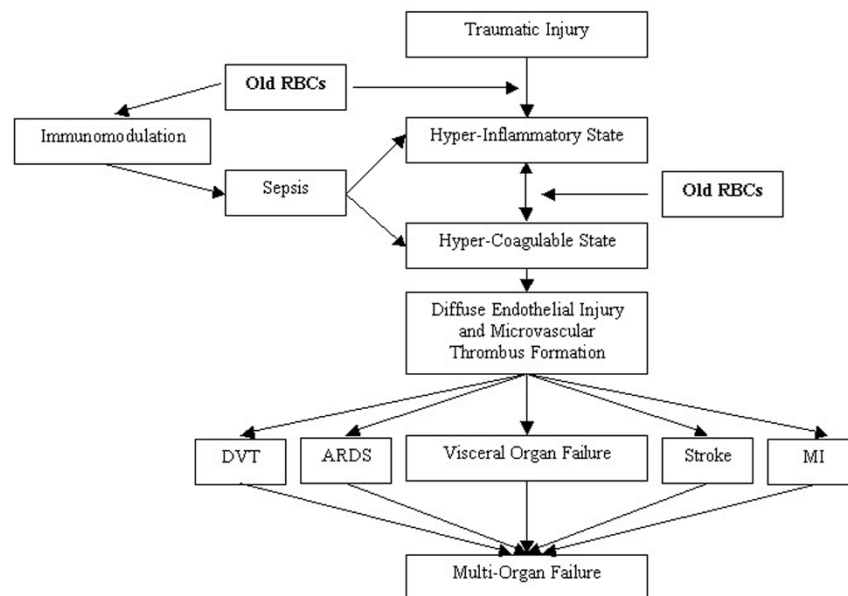 Traumatic Injury
Old RBCs
Immunomodulation
Hyper-Inflammatory State
Sepsis
Old RBCs
Hyper-Coagulable State
Diffuse Endothelial Injury
and Microvascular
Thrombus Formation
DVT
ARDS
Visceral Organ Failure
Stroke
MI
Multi-Organ Failure